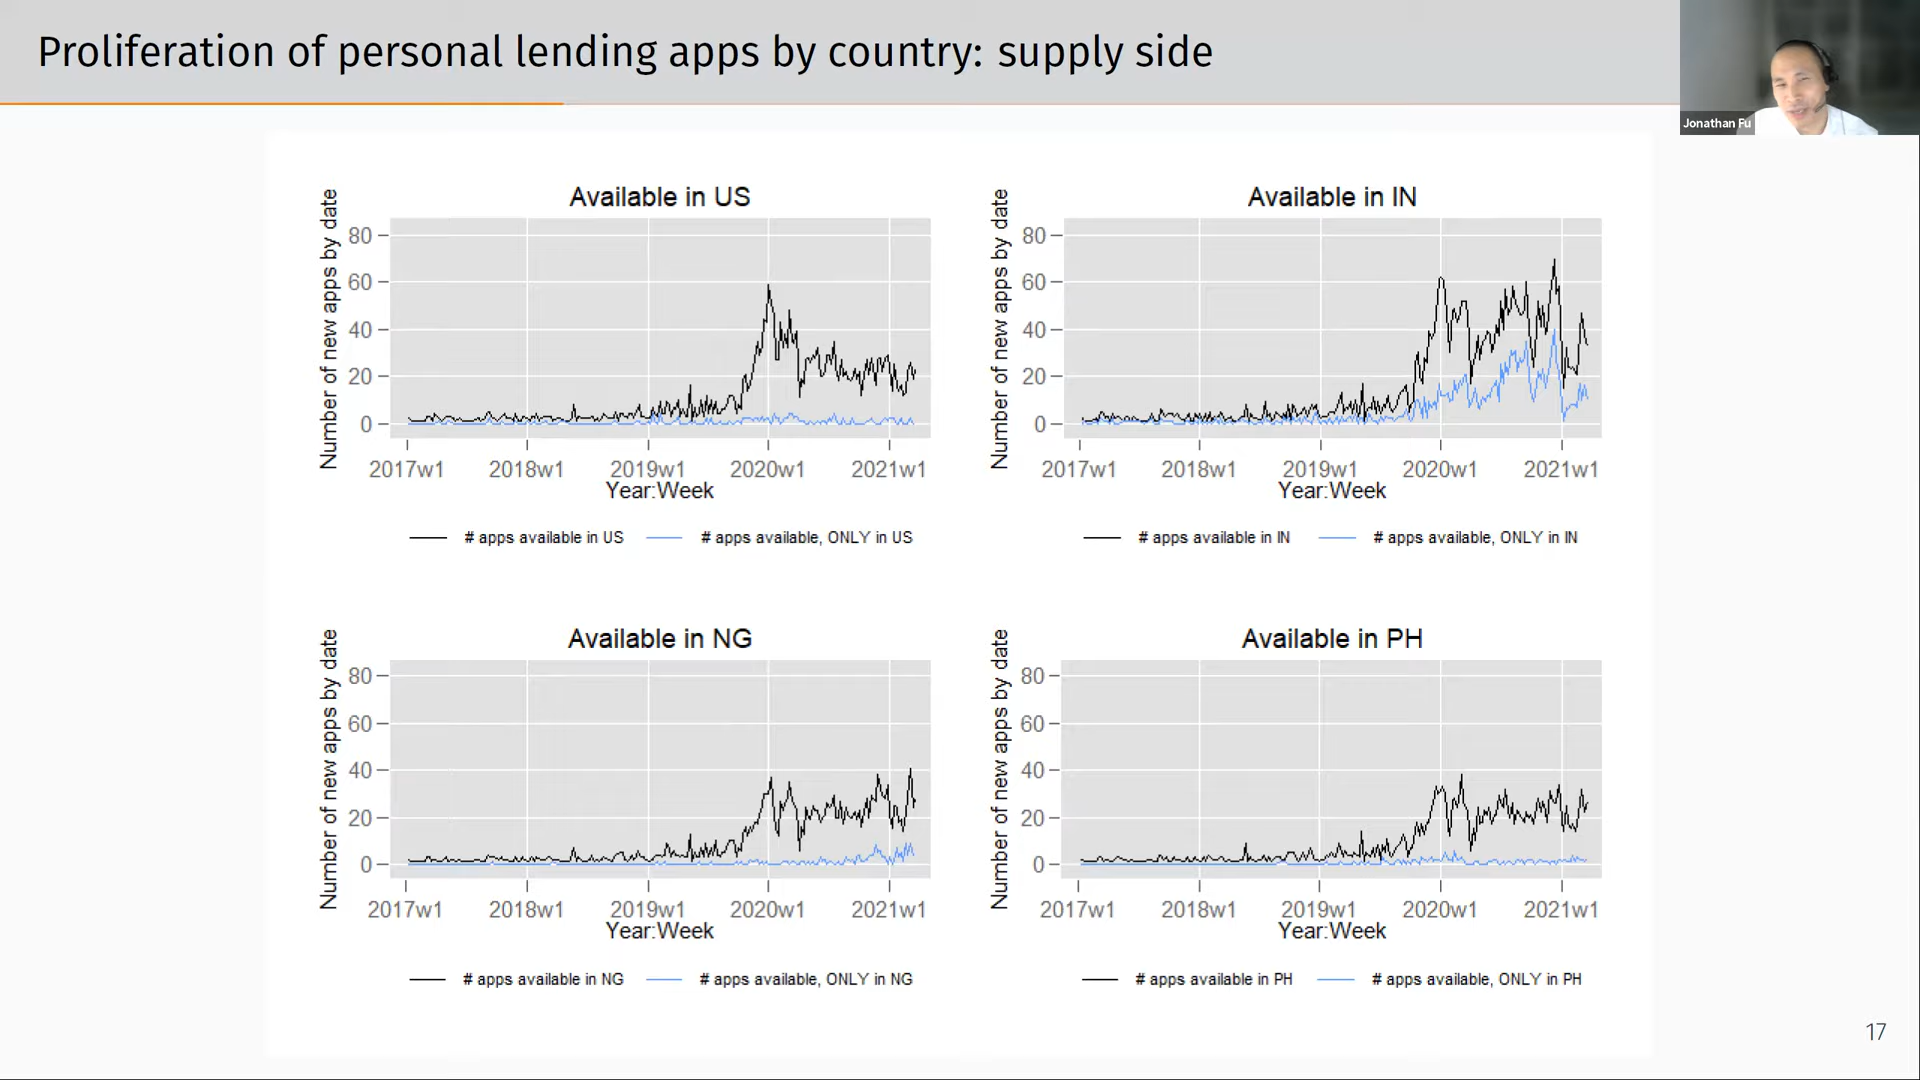 Proliferation of personal lending apps by country: supply side
Jonathan Fu
Available in US
Number of new apps by date
80
60
40
20
0
2017w1 2018w1 2019w1 2020w1 2021w1
Year:Week
# apps available in US # apps available, ONLY in US
Available in IN
Number of new apps by date
80
60
40
20
0
2017w1 2018w1 2019w1 2020w1 2021w1
Year:Week
# apps available in IN # apps available, ONLY in IN
Available in NG
Number of new apps by date
80
60
40
20
0
2017w1 2018w1 2019w1 2020w1 2021w1
Year:Week
# apps available in NG # apps available, ONLY in NG
Available in PH
Number of new apps by date
80
60
40
20
0
2017w1 2018w1 2019w1 2020w1 2021w1
Year:Week
# apps available in PH # apps available, ONLY in PH
17